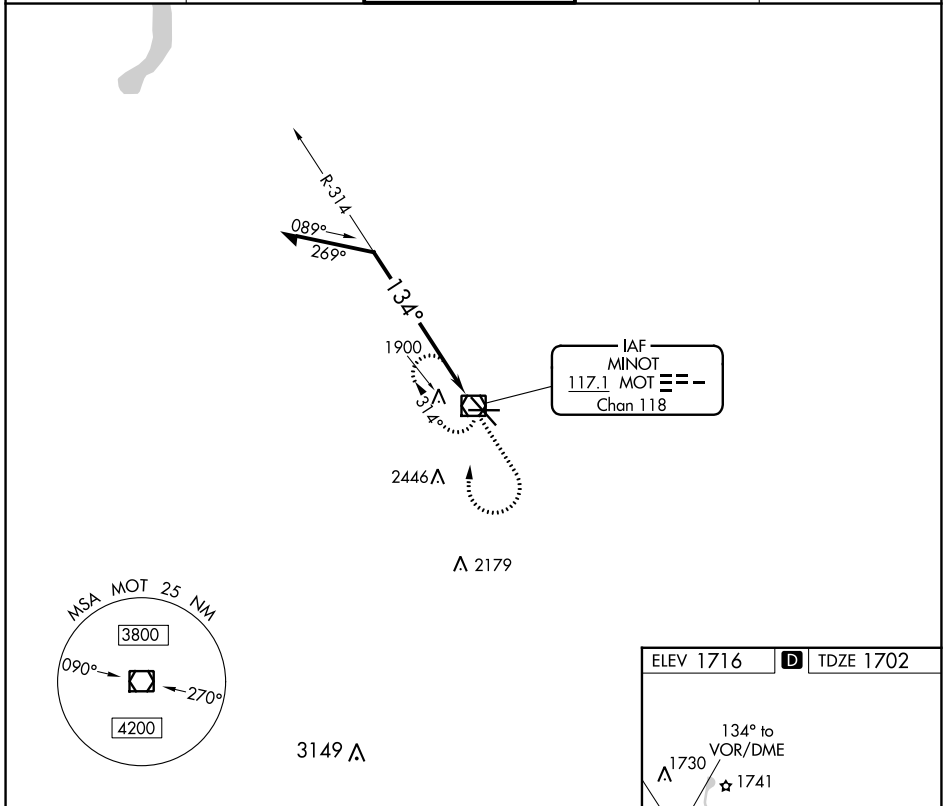 R-314
089°
269°
134°
1900
314°
IAF
MINOT
117.1 MOT
Chan 118
2446
2179
MSA MOT 25 NM
3800
090°
270°
4200
3149
ELEV 1716 D TDZE 1702
134° to
VOR/DME
1730
1741